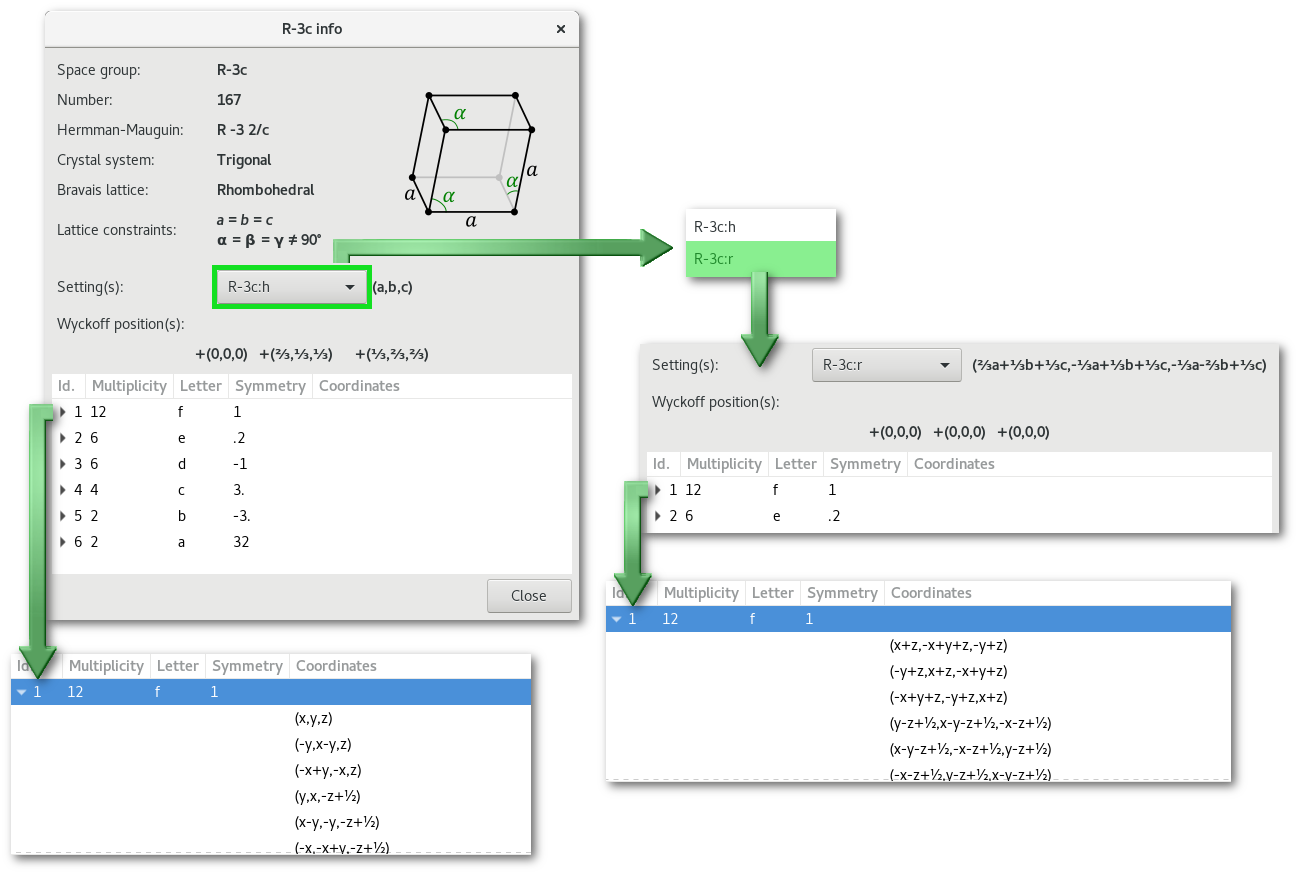 R-3c info
×
Space group: R-3c
Number: 167
Hermman-Mauguin: R -3 2/c
Crystal system: Trigonal
Bravais lattice: Rhombohedral
Lattice constraints: a = b = c
α = β = γ ≠ 90°
α
α
α
a
a
a
Setting(s): R-3c:h (a,b,c)
Wyckoff position(s):
+(0,0,0) +(⅔,⅓,⅓) +(⅓,⅔,⅔)
Id. Multiplicity Letter Symmetry Coordinates
1 12 f 1
2 6 e .2
3 6 d -1
4 4 c 3.
5 2 b -3.
6 2 a 32
Close
R-3c:h
R-3c:r
Setting(s): R-3c:r (⅔a+⅓b+⅓c,-⅓a+⅓b+⅓c,-⅓a-⅔b+⅓c)
Wyckoff position(s):
+(0,0,0) +(0,0,0) +(0,0,0)
Id. Multiplicity Letter Symmetry Coordinates
1 12 f 1
2 6 e .2
Id Multiplicity Letter Symmetry Coordinates
1 12 f 1
(x,y,z)
(-y,x-y,z)
(-x+y,-x,z)
(y,x,-z+½)
(x-y,-y,-z+½)
(-x,-x+y,-z+½)
Id Multiplicity Letter Symmetry Coordinates
1 12 f 1
(x+z,-x+y+z,-y+z)
(-y+z,x+z,-x+y+z)
(-x+y+z,-y+z,x+z)
(y-z+½,x-y-z+½,-x-z+½)
(x-y-z+½,-x-z+½,y-z+½)
(-x-z+½,y-z+½,x-y-z+½)